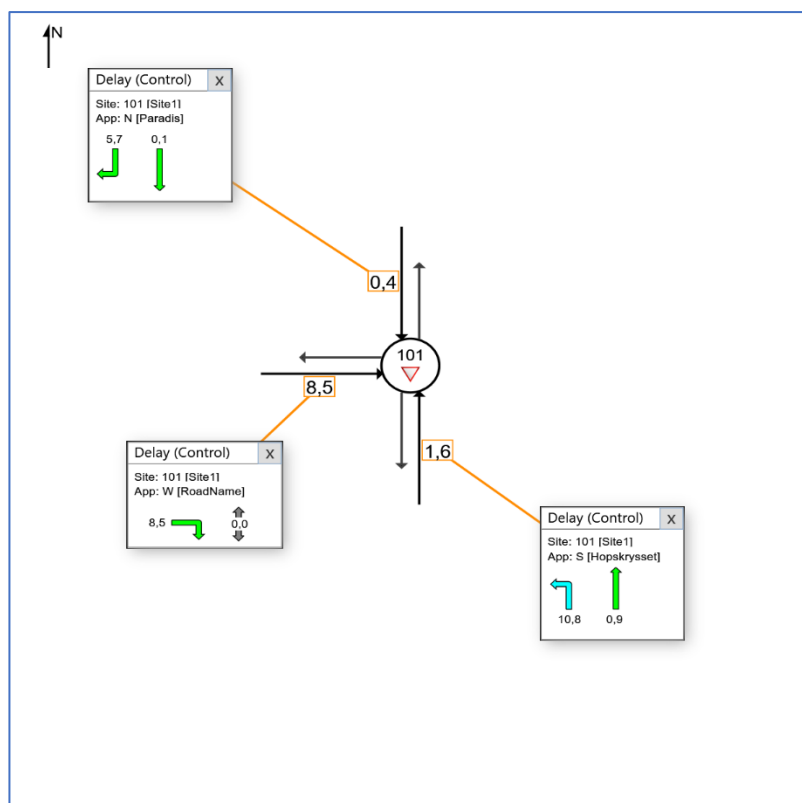 N
Delay (Control) X
Site: 101 [Site1]
App: N [Paradis]
5,7 0,1
0,4
101
8,5
Delay (Control) X
Site: 101 [Site1]
App: W [RoadName]
8,5 0,0
1,6
Delay (Control) X
Site: 101 [Site1]
App: S [Hopskrysset]
10,8 0,9